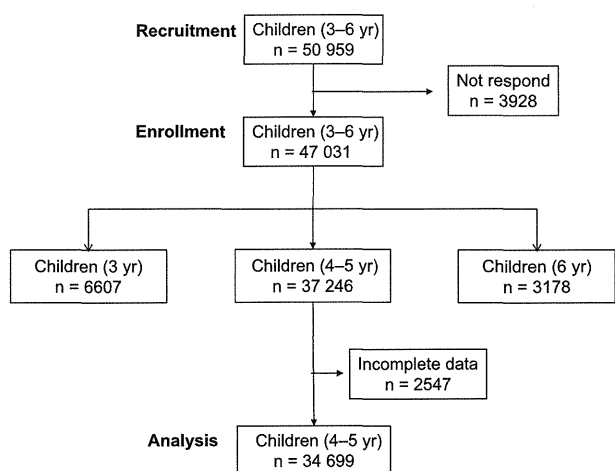 Recruitment
Children (3–6 yr)
n = 50 959
Not respond
n = 3928
Enrollment
Children (3–6 yr)
n = 47 031
Children (3 yr)
n = 6607
Children (4–5 yr)
n = 37 246
Children (6 yr)
n = 3178
Incomplete data
n = 2547
Analysis
Children (4–5 yr)
n = 34 699